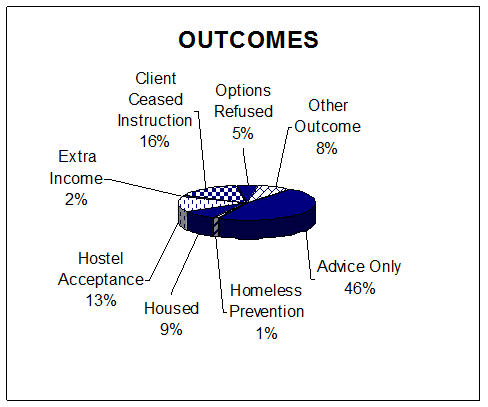 OUTCOMES
Client
Ceased
Instruction
16%
Options
Refused
5%
Other
Outcome
8%
Extra
Income
2%
Hostel
Acceptance
13%
Housed
9%
Homeless
Prevention
1%
Advice Only
46%